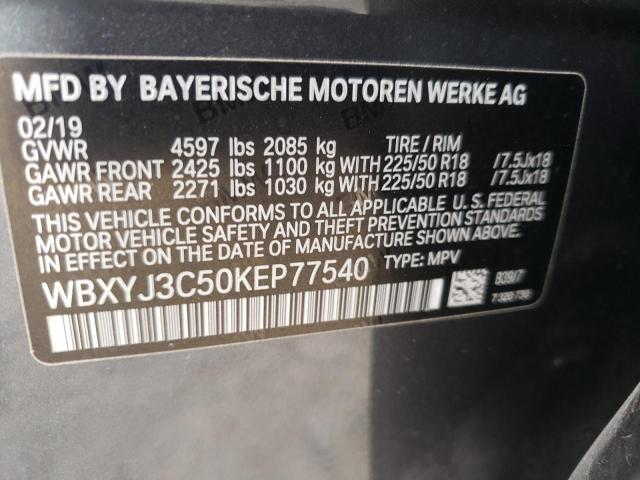 MFD BY BAYERISCHE MOTOREN WERKE AG
02/19
GVWR 4597 lbs 2085 kg TIRE / RIM
GAWR FRONT 2425 lbs 1100 kg WITH 225/50 R18 / 7.5Jx18
GAWR REAR 2271 lbs 1030 kg WITH 225/50 R18 / 7.5Jx18
THIS VEHICLE CONFORMS TO ALL APPLICABLE U.S. FEDERAL
MOTOR VEHICLE SAFETY AND THEFT PREVENTION STANDARDS
IN EFFECT ON THE DATE OF MANUFACTURE SHOWN ABOVE.
WBXYJ3C50KEP77540 TYPE: MPV